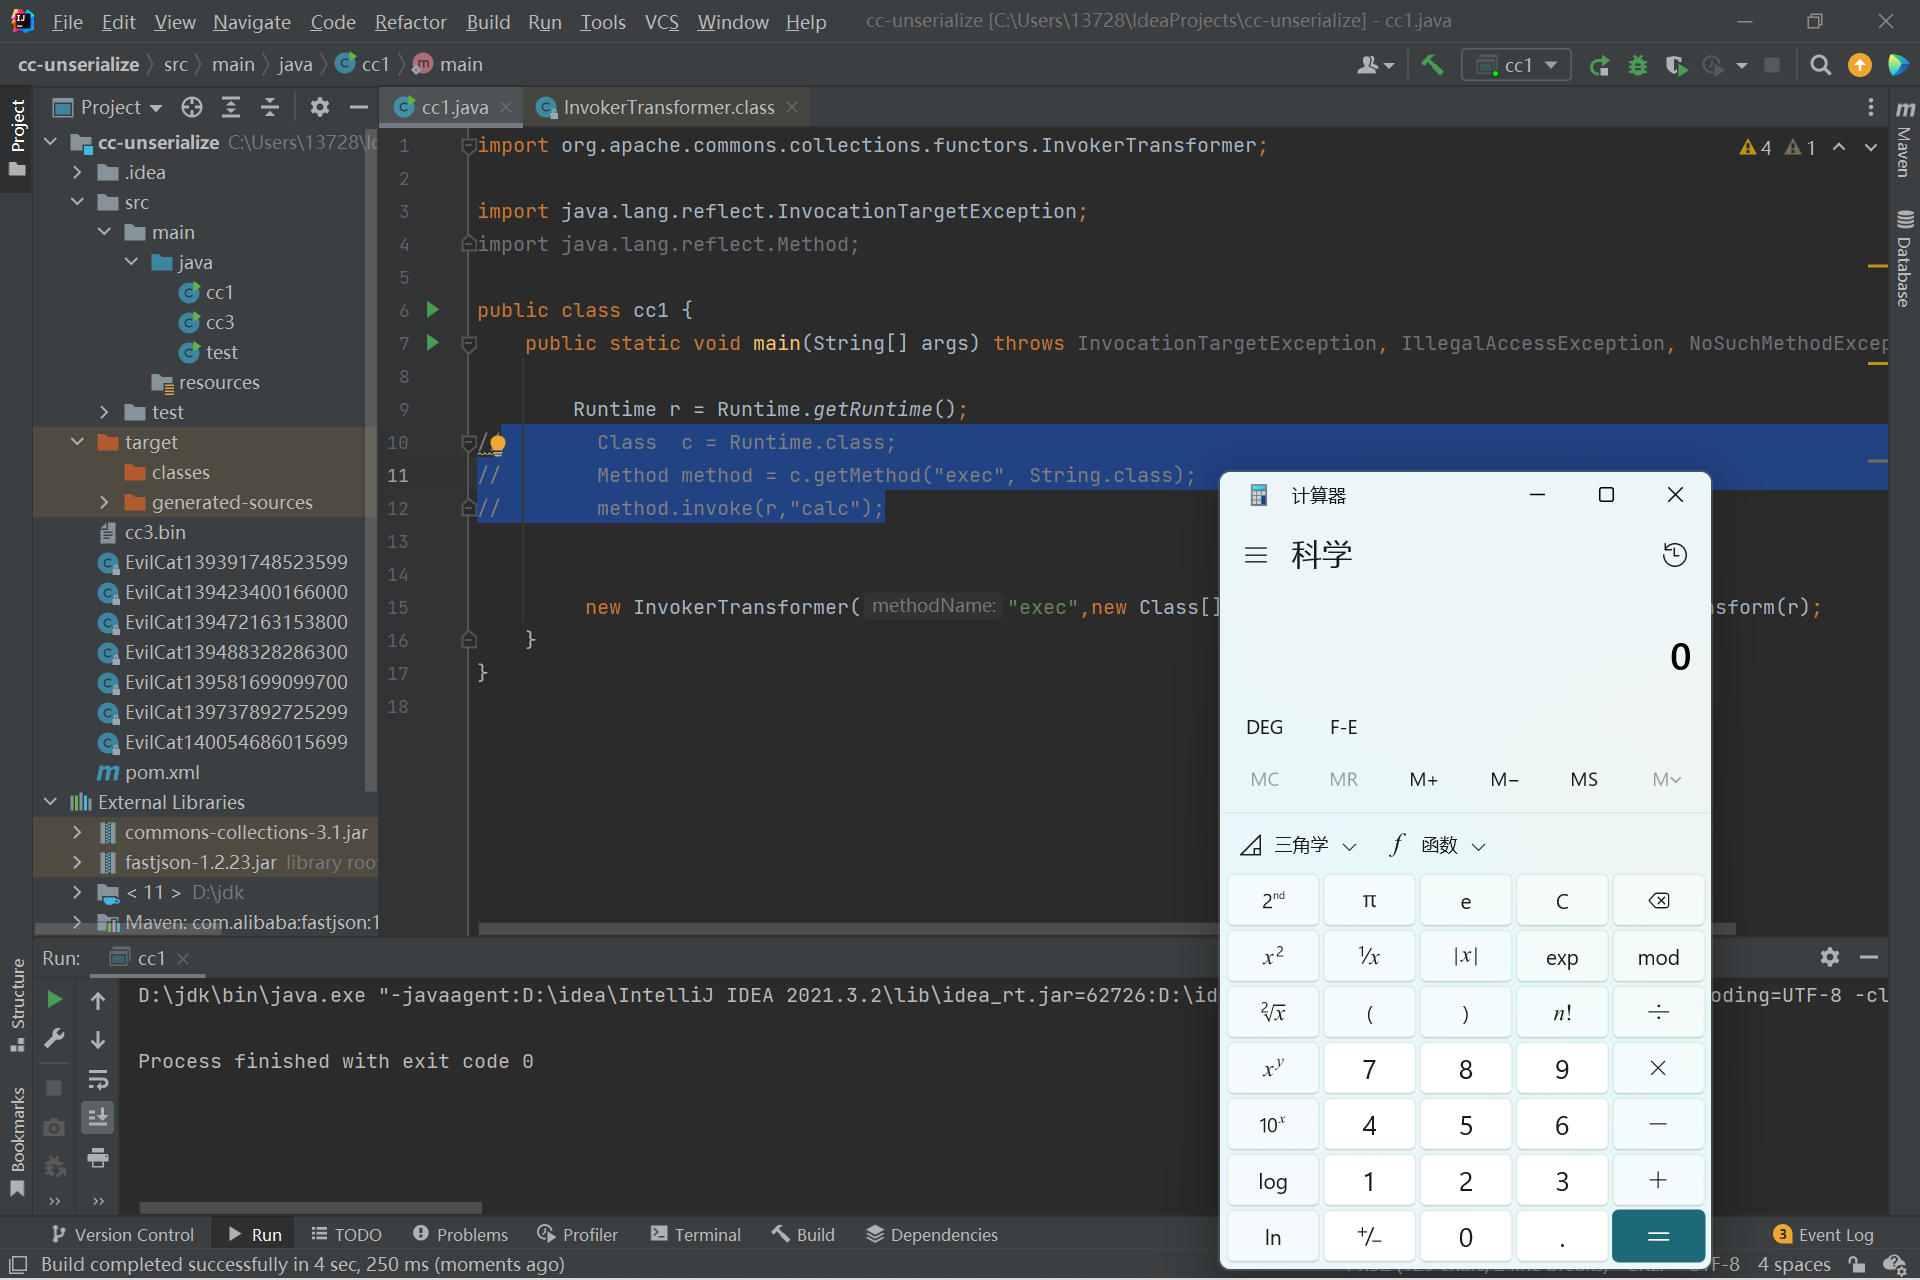 File Edit View Navigate Code Refactor Build Run Tools VCS Window Help cc-unserialize [C:\Users\13728\IdeaProjects\cc-unserialize] - cc1.java
cc-unserialize src main java cc1 main
cc1
Project
cc1.java InvokerTransformer.class
Project
cc-unserialize C:\Users\13728\Id
.idea
src
main
java
cc1
cc3
test
resources
test
target
classes
generated-sources
cc3.bin
EvilCat139391748523599
EvilCat139423400166000
EvilCat139472163153800
EvilCat139488328286300
EvilCat139581699099700
EvilCat139737892725299
EvilCat140054686015699
pom.xml
External Libraries
commons-collections-3.1.jar
fastjson-1.2.23.jar library roo
< 11 > D:\jdk
Maven: com.alibaba:fastjson:1
1 import org.apache.commons.collections.functors.InvokerTransformer;
2
3 import java.lang.reflect.InvocationTargetException;
4 import java.lang.reflect.Method;
5
6 public class cc1 {
7 public static void main(String[] args) throws InvocationTargetException, IllegalAccessException, NoSuchMethodExcep
8
9 Runtime r = Runtime.getRuntime();
10 // Class  c = Runtime.class;
11 // Method method = c.getMethod("exec", String.class);
12 // method.invoke(r,"calc");
13
14
15 new InvokerTransformer( methodName: "exec",new Class[] sform(r);
16 }
17 }
18
4 1
Maven
Database
计算器
科学
0
DEG F-E
MC MR M+ M− MS M
三角学 f 函数
2nd π e C
x² ¹/x |x| exp mod
²√x ( ) n! ÷
xʸ 7 8 9 ×
10ˣ 4 5 6 −
log 1 2 3 +
ln +/− 0 . =
Run: cc1
D:\jdk\bin\java.exe "-javaagent:D:\idea\IntelliJ IDEA 2021.3.2\lib\idea_rt.jar=62726:D:\id oding=UTF-8 -cl
Process finished with exit code 0
Structure
Bookmarks
Version Control Run TODO Problems Profiler Terminal Build Dependencies 3 Event Log
Build completed successfully in 4 sec, 250 ms (moments ago) TF-8 4 spaces